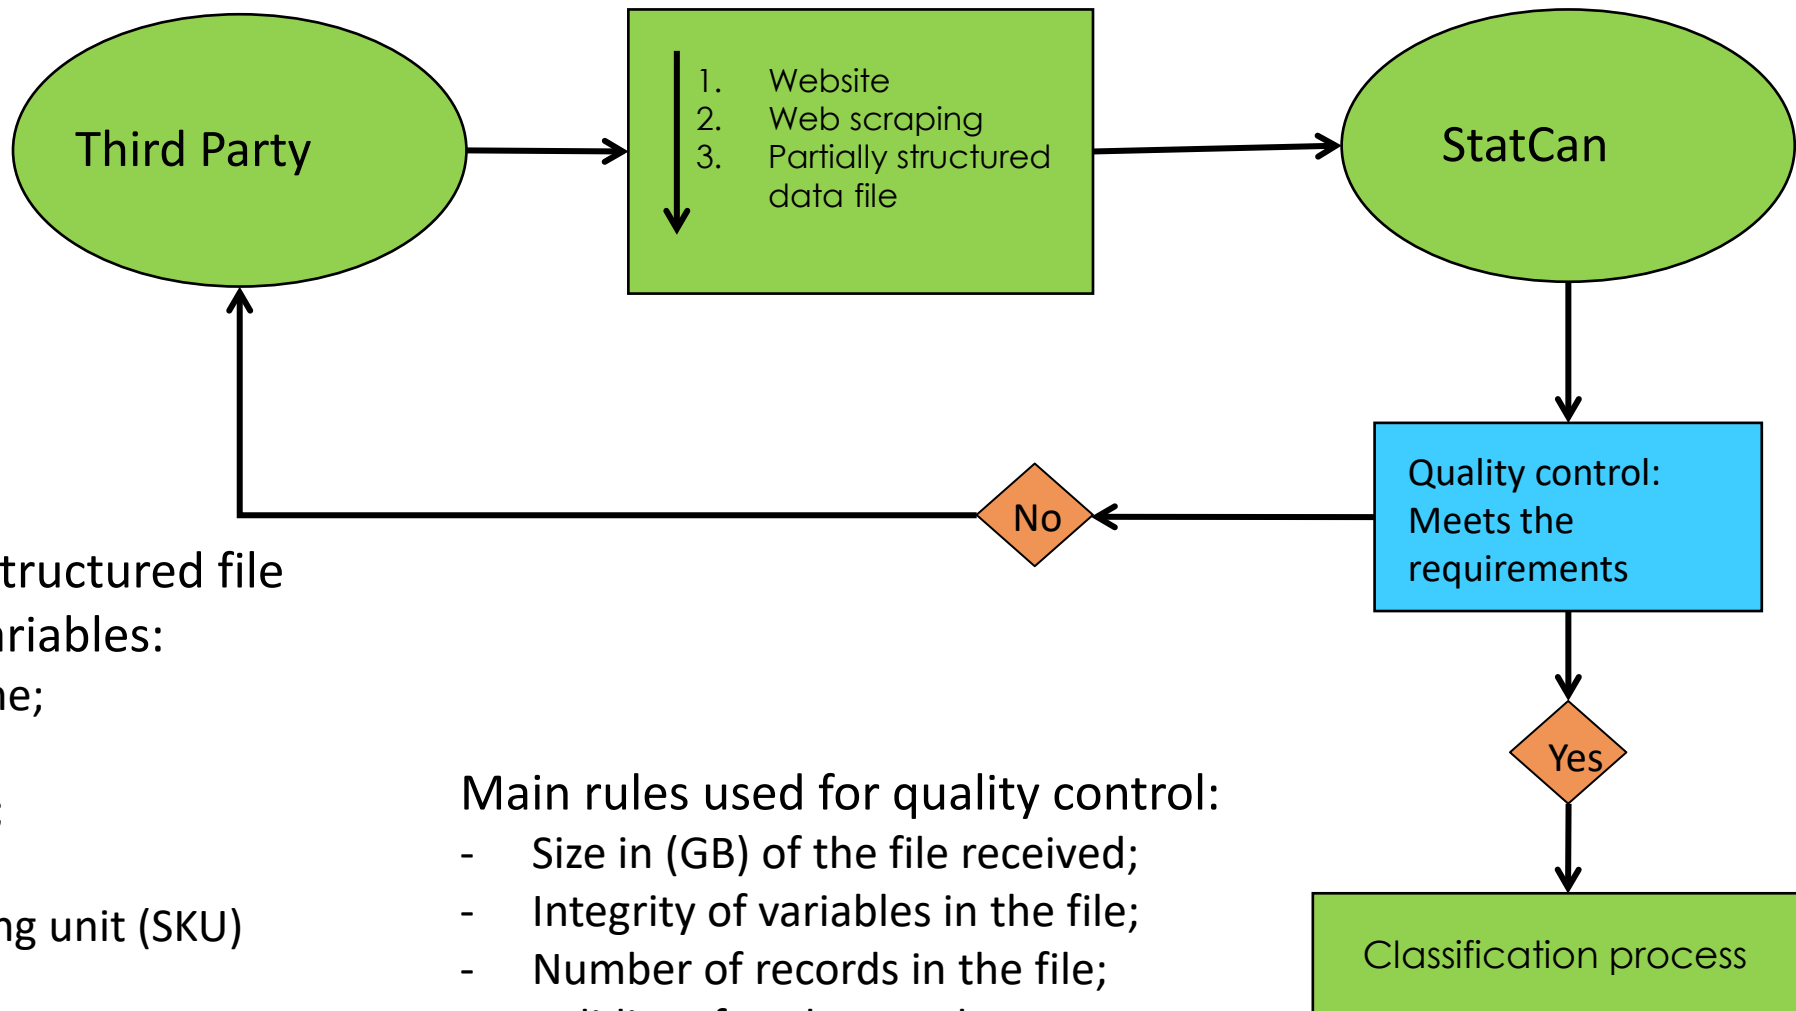 Third Party
1. Website
2. Web scraping
3. Partially structured
data file
StatCan
Quality control:
Meets the
requirements
No
Yes
Classification process
tructured file
ariables:
ne;
;
ng unit (SKU)
Main rules used for quality control:
- Size in (GB) of the file received;
- Integrity of variables in the file;
- Number of records in the file;